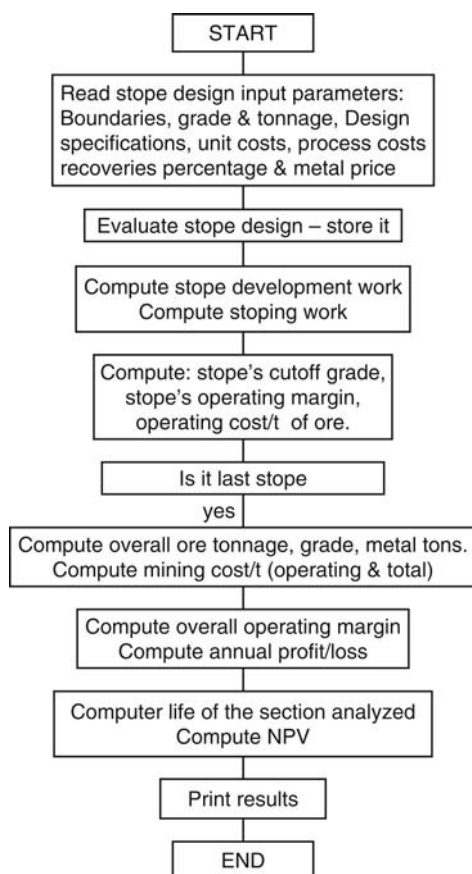 START
Read stope design input parameters:
Boundaries, grade & tonnage, Design
specifications, unit costs, process costs
recoveries percentage & metal price
Evaluate stope design – store it
Compute stope development work
Compute stoping work
Compute: stope's cutoff grade,
stope's operating margin,
operating cost/t of ore.
Is it last stope
yes
Compute overall ore tonnage, grade, metal tons.
Compute mining cost/t (operating & total)
Compute overall operating margin
Compute annual profit/loss
Computer life of the section analyzed
Compute NPV
Print results
END